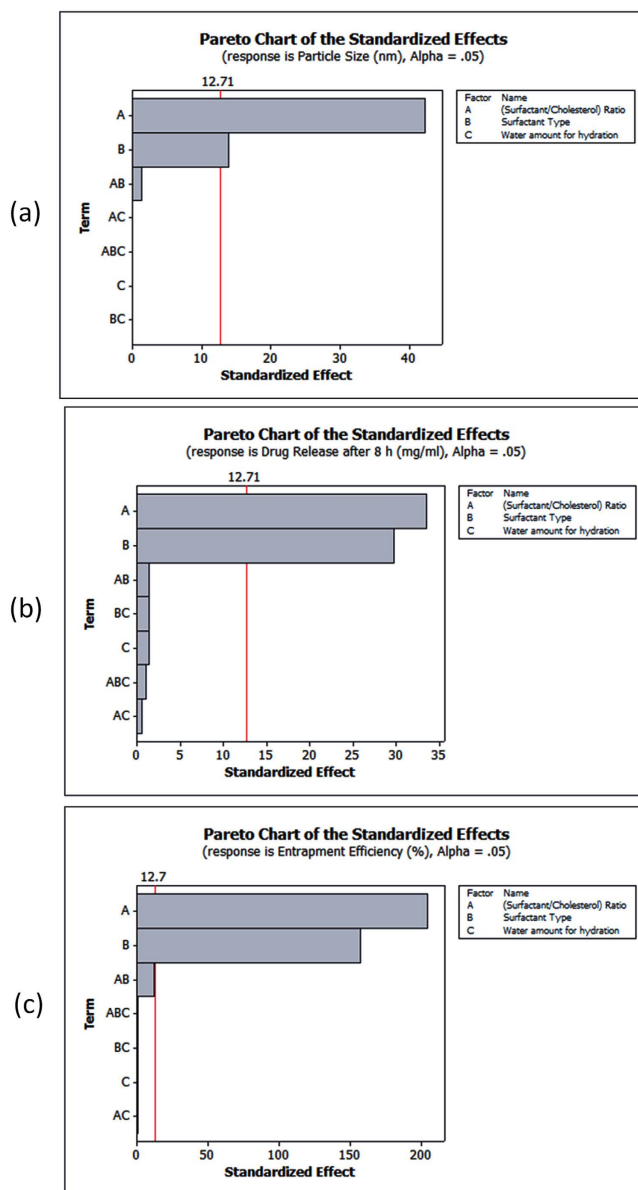 (a)
Pareto Chart of the Standardized Effects
(response is Particle Size (nm), Alpha = .05)
12.71
Factor Name
A (Surfactant/Cholesterol) Ratio
B Surfactant Type
C Water amount for hydration
Term
A
B
AB
AC
ABC
C
BC
0 10 20 30 40
Standardized Effect
(b)
Pareto Chart of the Standardized Effects
(response is Drug Release after 8 h (mg/ml), Alpha = .05)
12.71
Factor Name
A (Surfactant/Cholesterol) Ratio
B Surfactant Type
C Water amount for hydration
Term
A
B
AB
BC
C
ABC
AC
0 5 10 15 20 25 30 35
Standardized Effect
(c)
Pareto Chart of the Standardized Effects
(response is Entrapment Efficiency (%), Alpha = .05)
12.7
Factor Name
A (Surfactant/Cholesterol) Ratio
B Surfactant Type
C Water amount for hydration
Term
A
B
AB
ABC
BC
C
AC
0 50 100 150 200
Standardized Effect